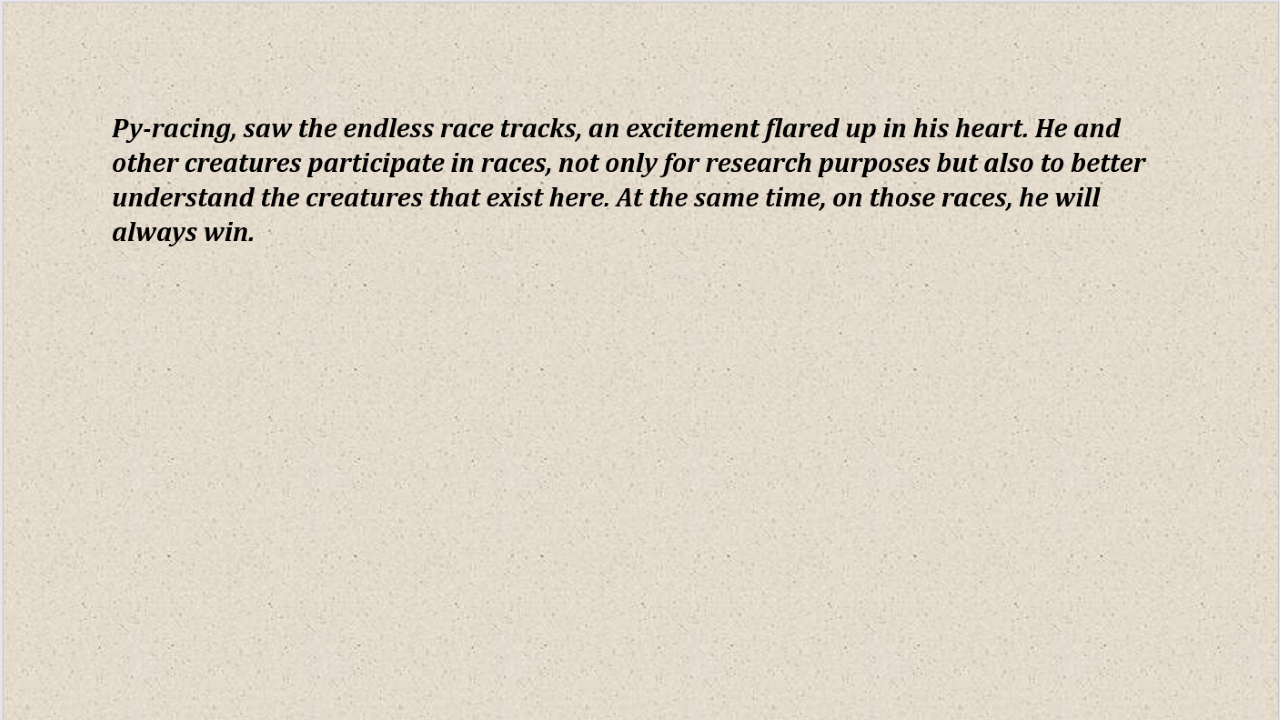 Py-racing, saw the endless race tracks, an excitement flared up in his heart. He and
other creatures participate in races, not only for research purposes but also to better
understand the creatures that exist here. At the same time, on those races, he will
always win.